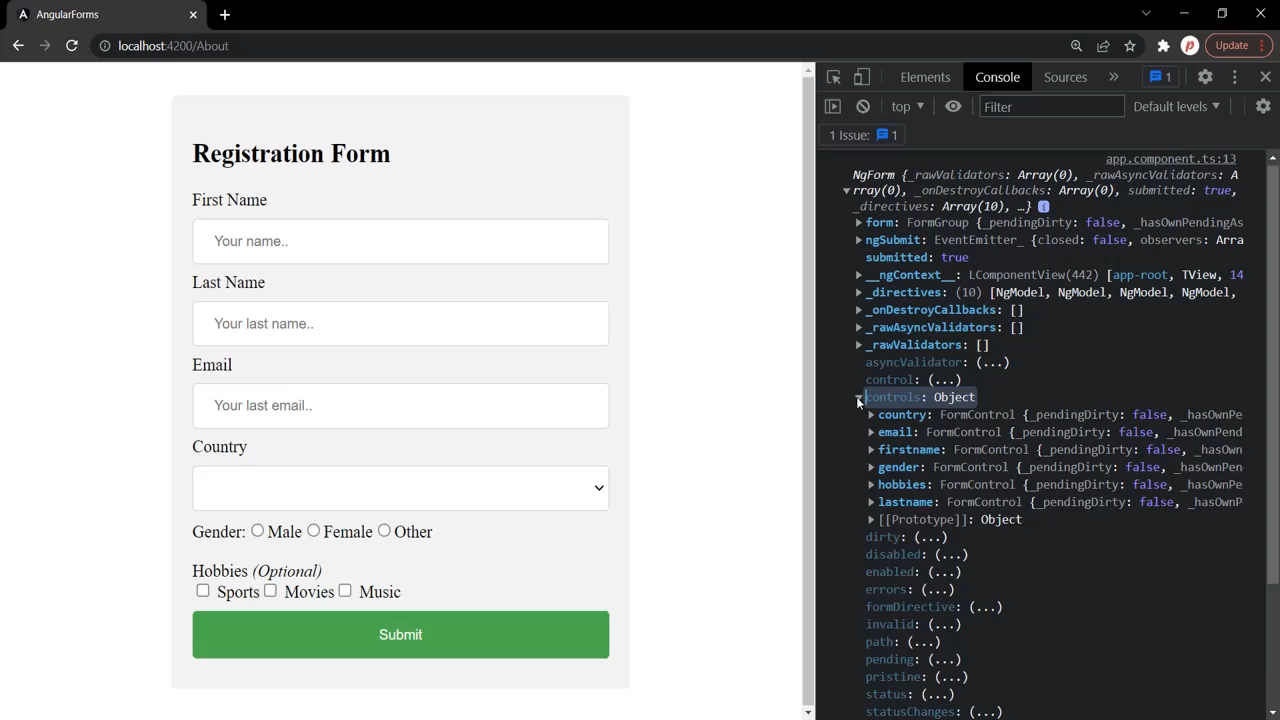 AngularForms
localhost:4200/About
Update
Registration Form
First Name
Your name..
Last Name
Your last name..
Email
Your last email..
Country
Gender: Male Female Other
Hobbies (Optional)
Sports Movies Music
Submit
Elements Console Sources » 1
top Filter Default levels
1 Issue: 1
app.component.ts:13
NgForm {_rawValidators: Array(0), _rawAsyncValidators: A
rray(0), _onDestroyCallbacks: Array(0), submitted: true,
_directives: Array(10), …} i
form: FormGroup {_pendingDirty: false, _hasOwnPendingAs
ngSubmit: EventEmitter_ {closed: false, observers: Arra
submitted: true
__ngContext__: LComponentView(442) [app-root, TView, 14
_directives: (10) [NgModel, NgModel, NgModel, NgModel,
_onDestroyCallbacks: []
_rawAsyncValidators: []
_rawValidators: []
asyncValidator: (...)
control: (...)
controls: Object
country: FormControl {_pendingDirty: false, _hasOwnPe
email: FormControl {_pendingDirty: false, _hasOwnPend
firstname: FormControl {_pendingDirty: false, _hasOwn
gender: FormControl {_pendingDirty: false, _hasOwnPen
hobbies: FormControl {_pendingDirty: false, _hasOwnPe
lastname: FormControl {_pendingDirty: false, _hasOwnP
[[Prototype]]: Object
dirty: (...)
disabled: (...)
enabled: (...)
errors: (...)
formDirective: (...)
invalid: (...)
path: (...)
pending: (...)
pristine: (...)
status: (...)
statusChanges: (...)